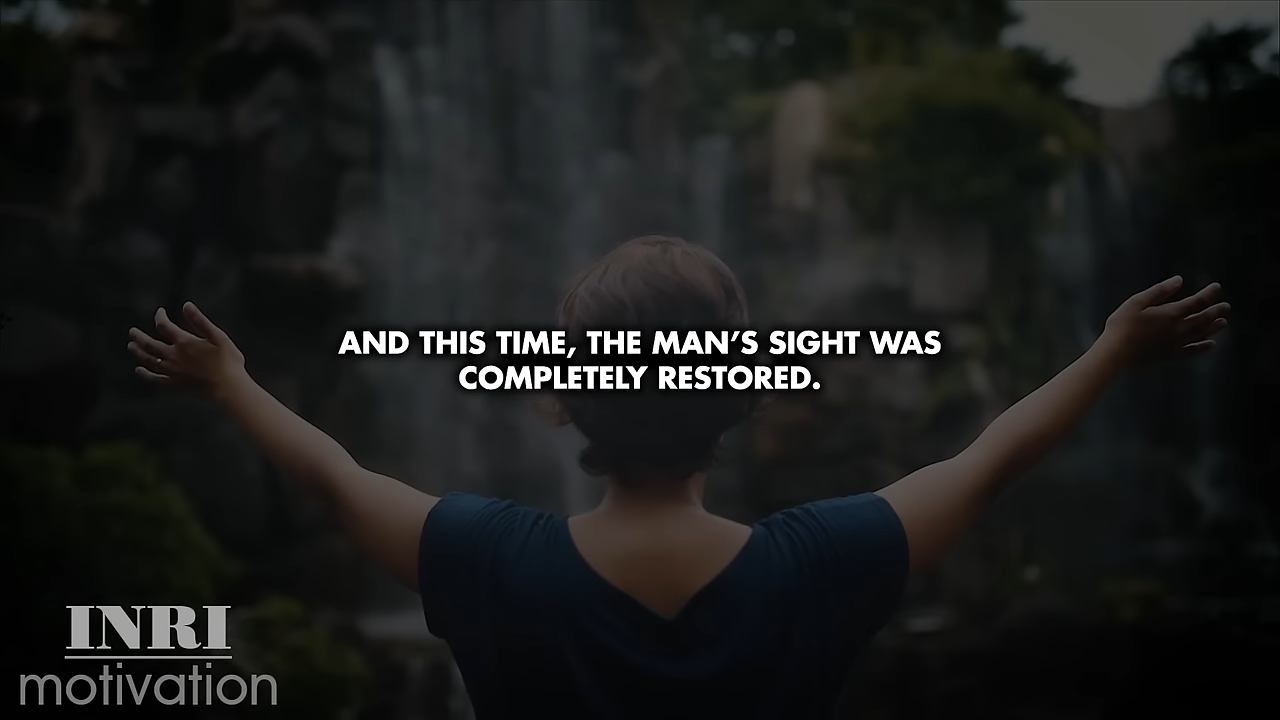 AND THIS TIME, THE MAN’S SIGHT WAS
COMPLETELY RESTORED.
INRI
motivation